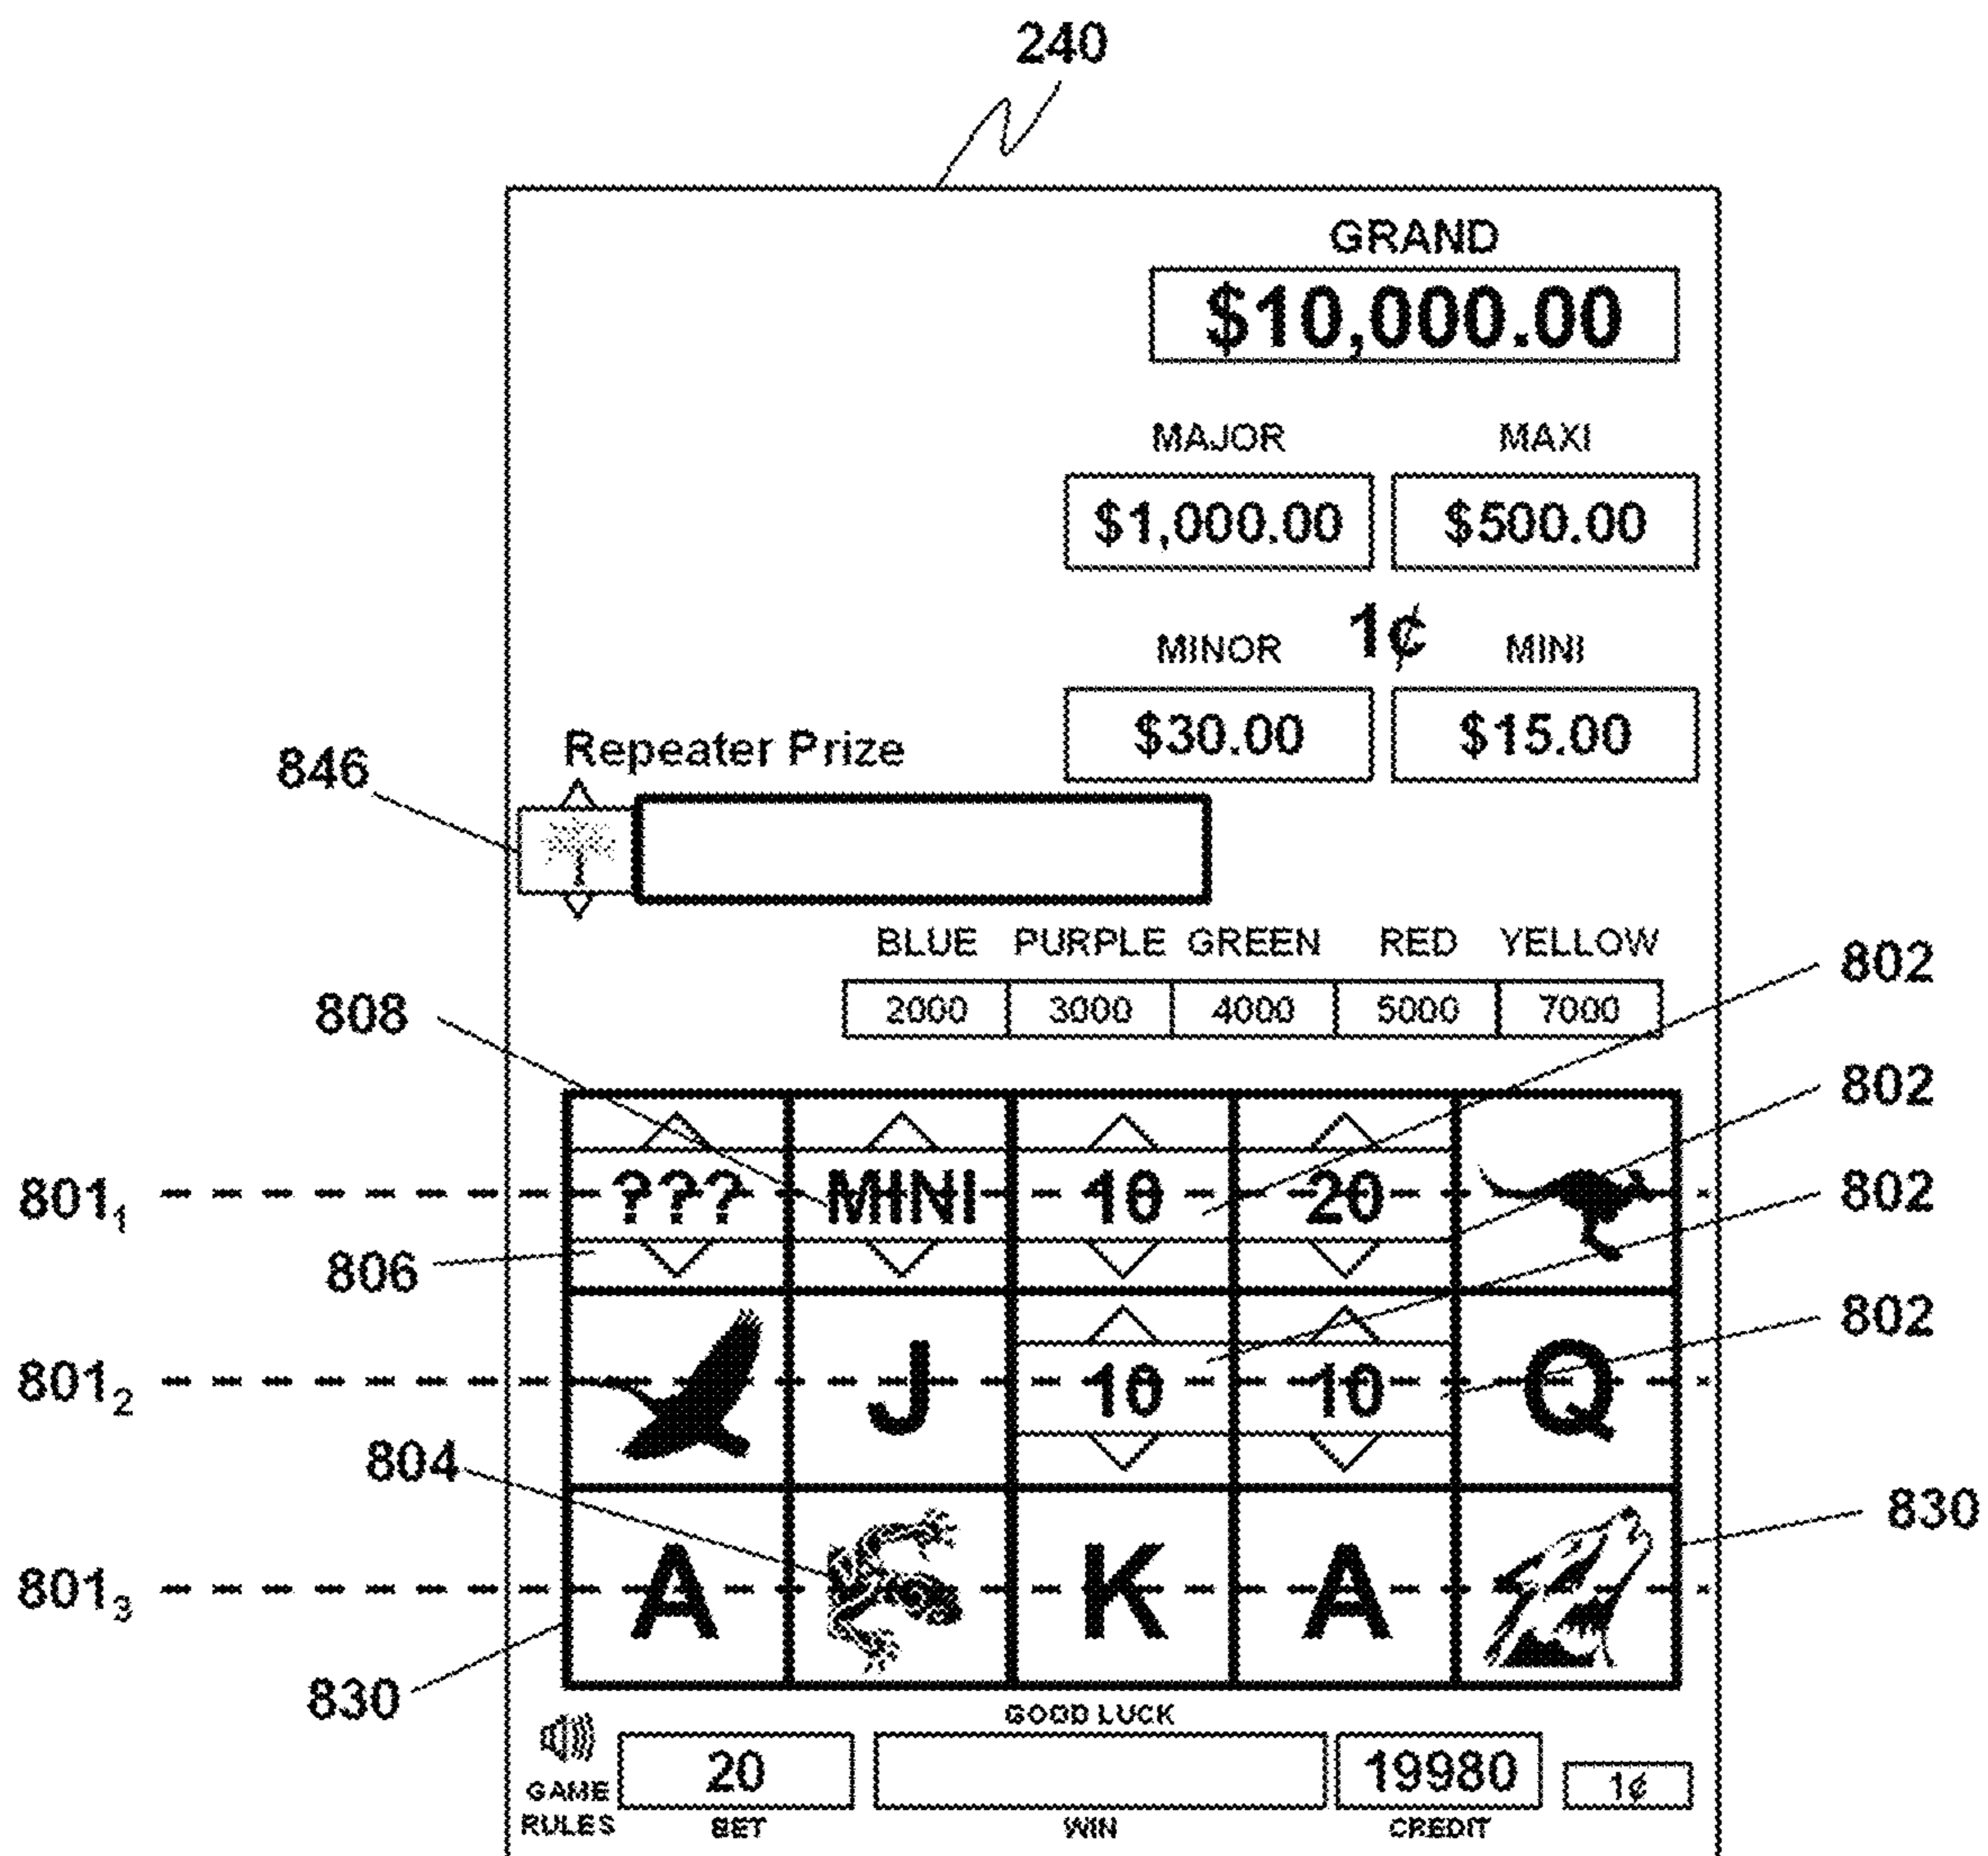 240
GRAND
$10,000.00
MAJOR MAXI
$1,000.00 $500.00
1¢
MINOR MINI
$30.00 $15.00
Repeater Prize
846
BLUE PURPLE GREEN RED YELLOW
802
2000 3000 4000 5000 7000
808
802
801₁ ??? MINI 10 20 802
806
802
801₂ J 10 10 Q
804
830
801₃ A K A
830
GOOD LUCK
20 19980 1¢
GAME
RULES BET WIN CREDIT